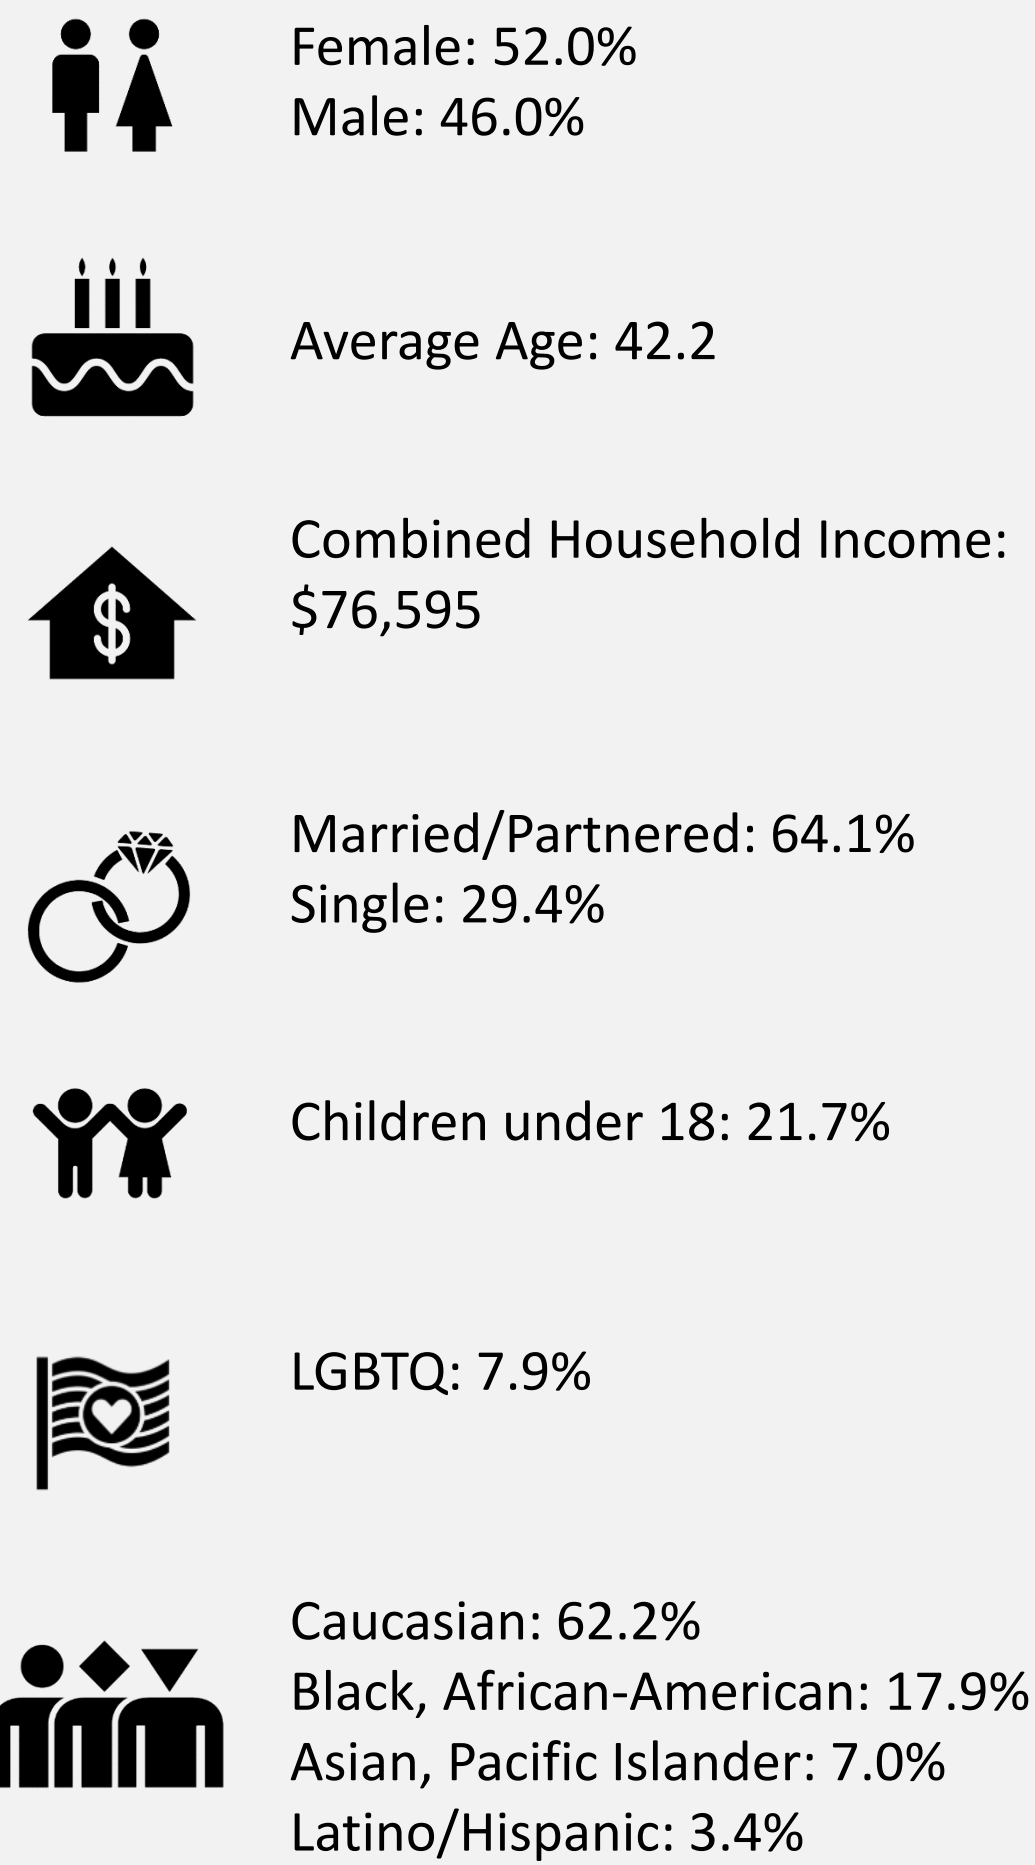 Female: 52.0%
Male: 46.0%
Average Age: 42.2
Combined Household Income:
$76,595
Married/Partnered: 64.1%
Single: 29.4%
Children under 18: 21.7%
LGBTQ: 7.9%
Caucasian: 62.2%
Black, African-American: 17.9%
Asian, Pacific Islander: 7.0%
Latino/Hispanic: 3.4%